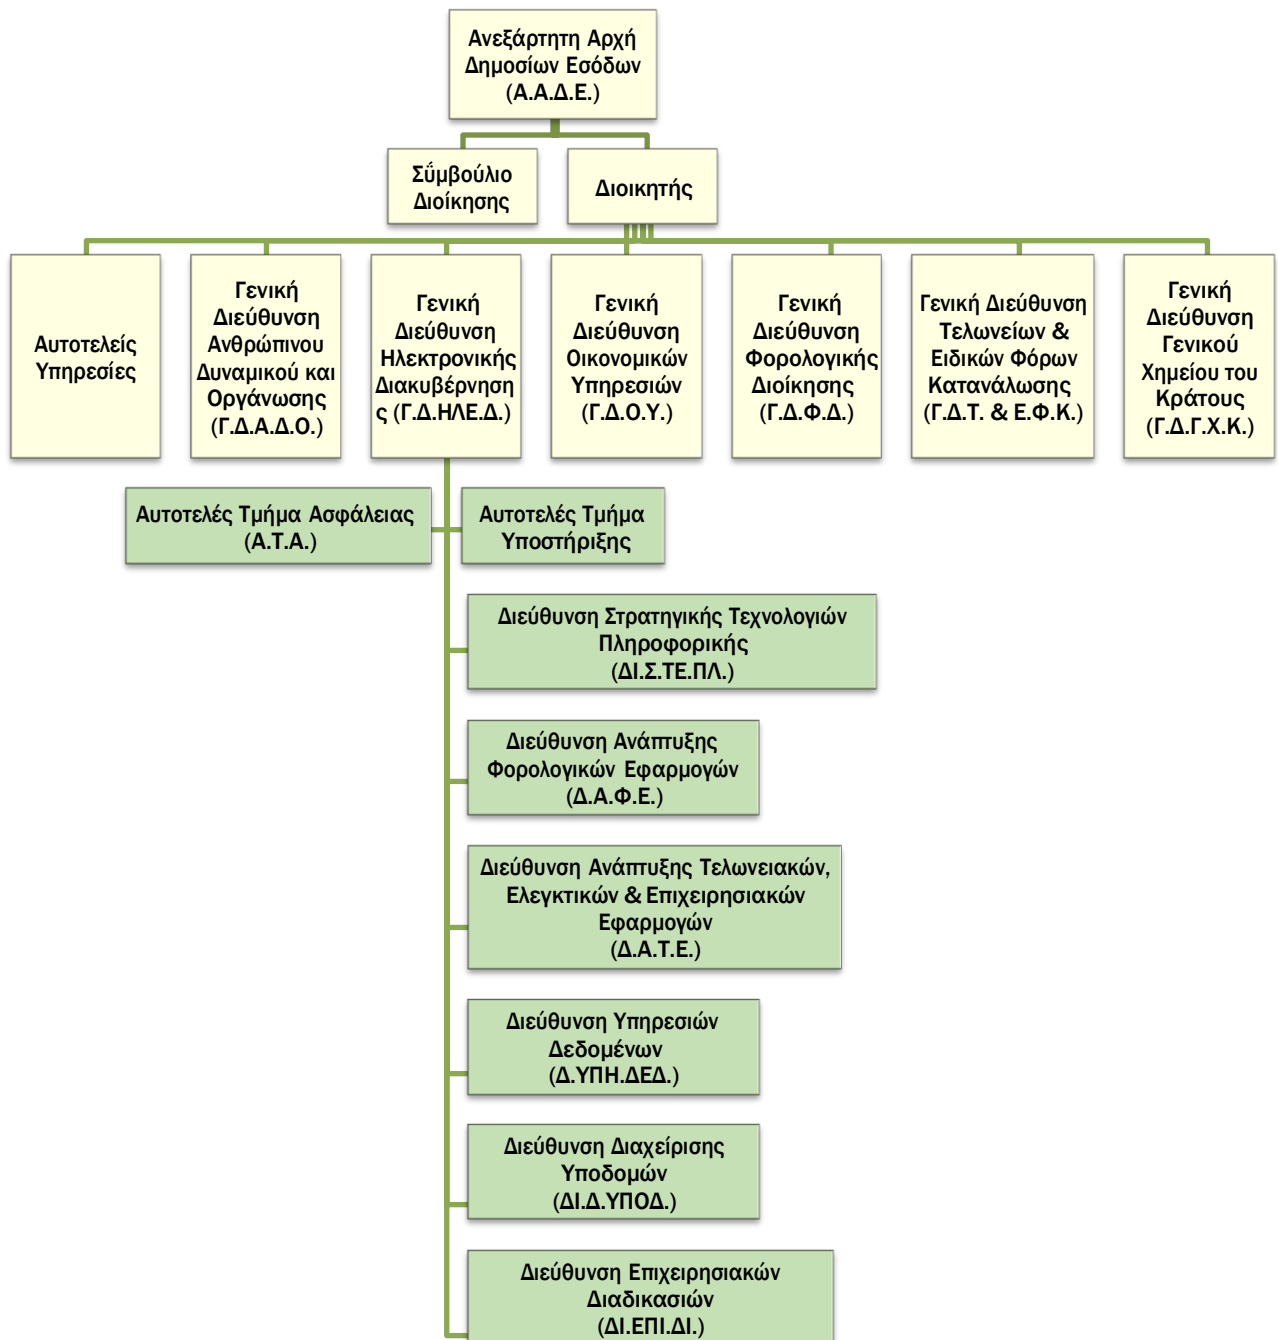 Ανεξάρτητη Αρχή
Δημοσίων Εσόδων
(Α.Α.Δ.Ε.)
Σΰμβούλιο
Διοίκησης
Διοικητής
Αυτοτελείς
Υπηρεσίες
Γενική
Διεύθυνση
Ανθρώπινου
Δυναμικού και
Οργάνωσης
(Γ.Δ.Α.Δ.Ο.)
Γενική
Διεύθυνση
Ηλεκτρονικής
Διακυβέρνηση
ς (Γ.Δ.ΗΛΕ.Δ.)
Γενική
Διεύθυνση
Οικονομικών
Υπηρεσιών
(Γ.Δ.Ο.Υ.)
Γενική
Διεύθυνση
Φορολογικής
Διοίκησης
(Γ.Δ.Φ.Δ.)
Γενική Διεύθυνση
Τελωνείων &
Ειδικών Φόρων
Κατανάλωσης
(Γ.Δ.Τ. & Ε.Φ.Κ.)
Γενική
Διεύθυνση
Γενικού
Χημείου του
Κράτους
(Γ.Δ.Γ.Χ.Κ.)
Αυτοτελές Τμήμα Ασφάλειας
(Α.Τ.Α.)
Αυτοτελές Τμήμα
Υποστήριξης
Διεύθυνση Στρατηγικής Τεχνολογιών
Πληροφορικής
(ΔΙ.Σ.ΤΕ.ΠΛ.)
Διεύθυνση Ανάπτυξης
Φορολογικών Εφαρμογών
(Δ.Α.Φ.Ε.)
Διεύθυνση Ανάπτυξης Τελωνειακών,
Ελεγκτικών & Επιχειρησιακών
Εφαρμογών
(Δ.Α.Τ.Ε.)
Διεύθυνση Υπηρεσιών
Δεδομένων
(Δ.ΥΠΗ.ΔΕΔ.)
Διεύθυνση Διαχείρισης
Υποδομών
(ΔΙ.Δ.ΥΠΟΔ.)
Διεύθυνση Επιχειρησιακών
Διαδικασιών
(ΔΙ.ΕΠΙ.ΔΙ.)